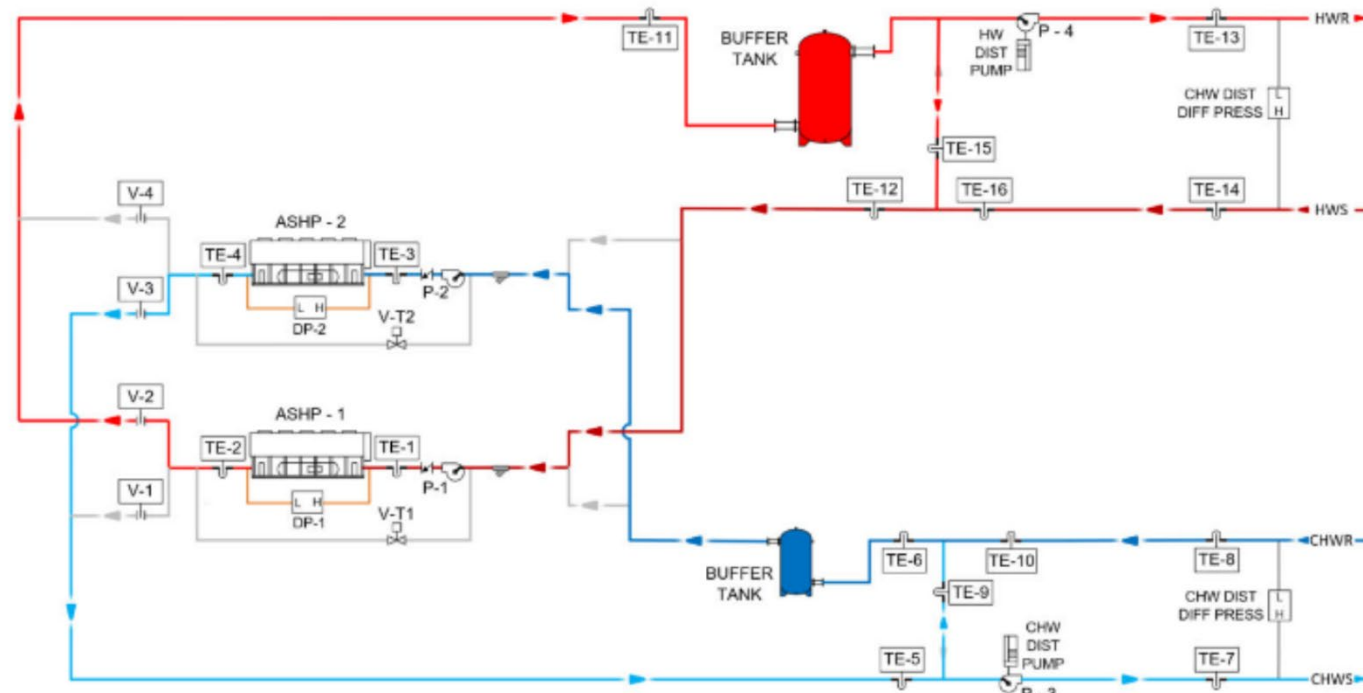 TE-11
BUFFER
TANK
HW
DIST
PUMP
P - 4
TE-13
HWR
CHW DIST
DIFF PRESS
L
H
TE-15
TE-12
TE-16
TE-14
HWS
V-4
ASHP - 2
TE-4
TE-3
V-3
P-2
L H
DP-2
V-T2
V-2
ASHP - 1
TE-2
TE-1
V-1
P-1
L H
DP-1
V-T1
BUFFER
TANK
TE-6
TE-10
TE-8
CHWR
TE-9
CHW DIST
DIFF PRESS
L
H
CHW
DIST
PUMP
TE-5
TE-7
CHWS